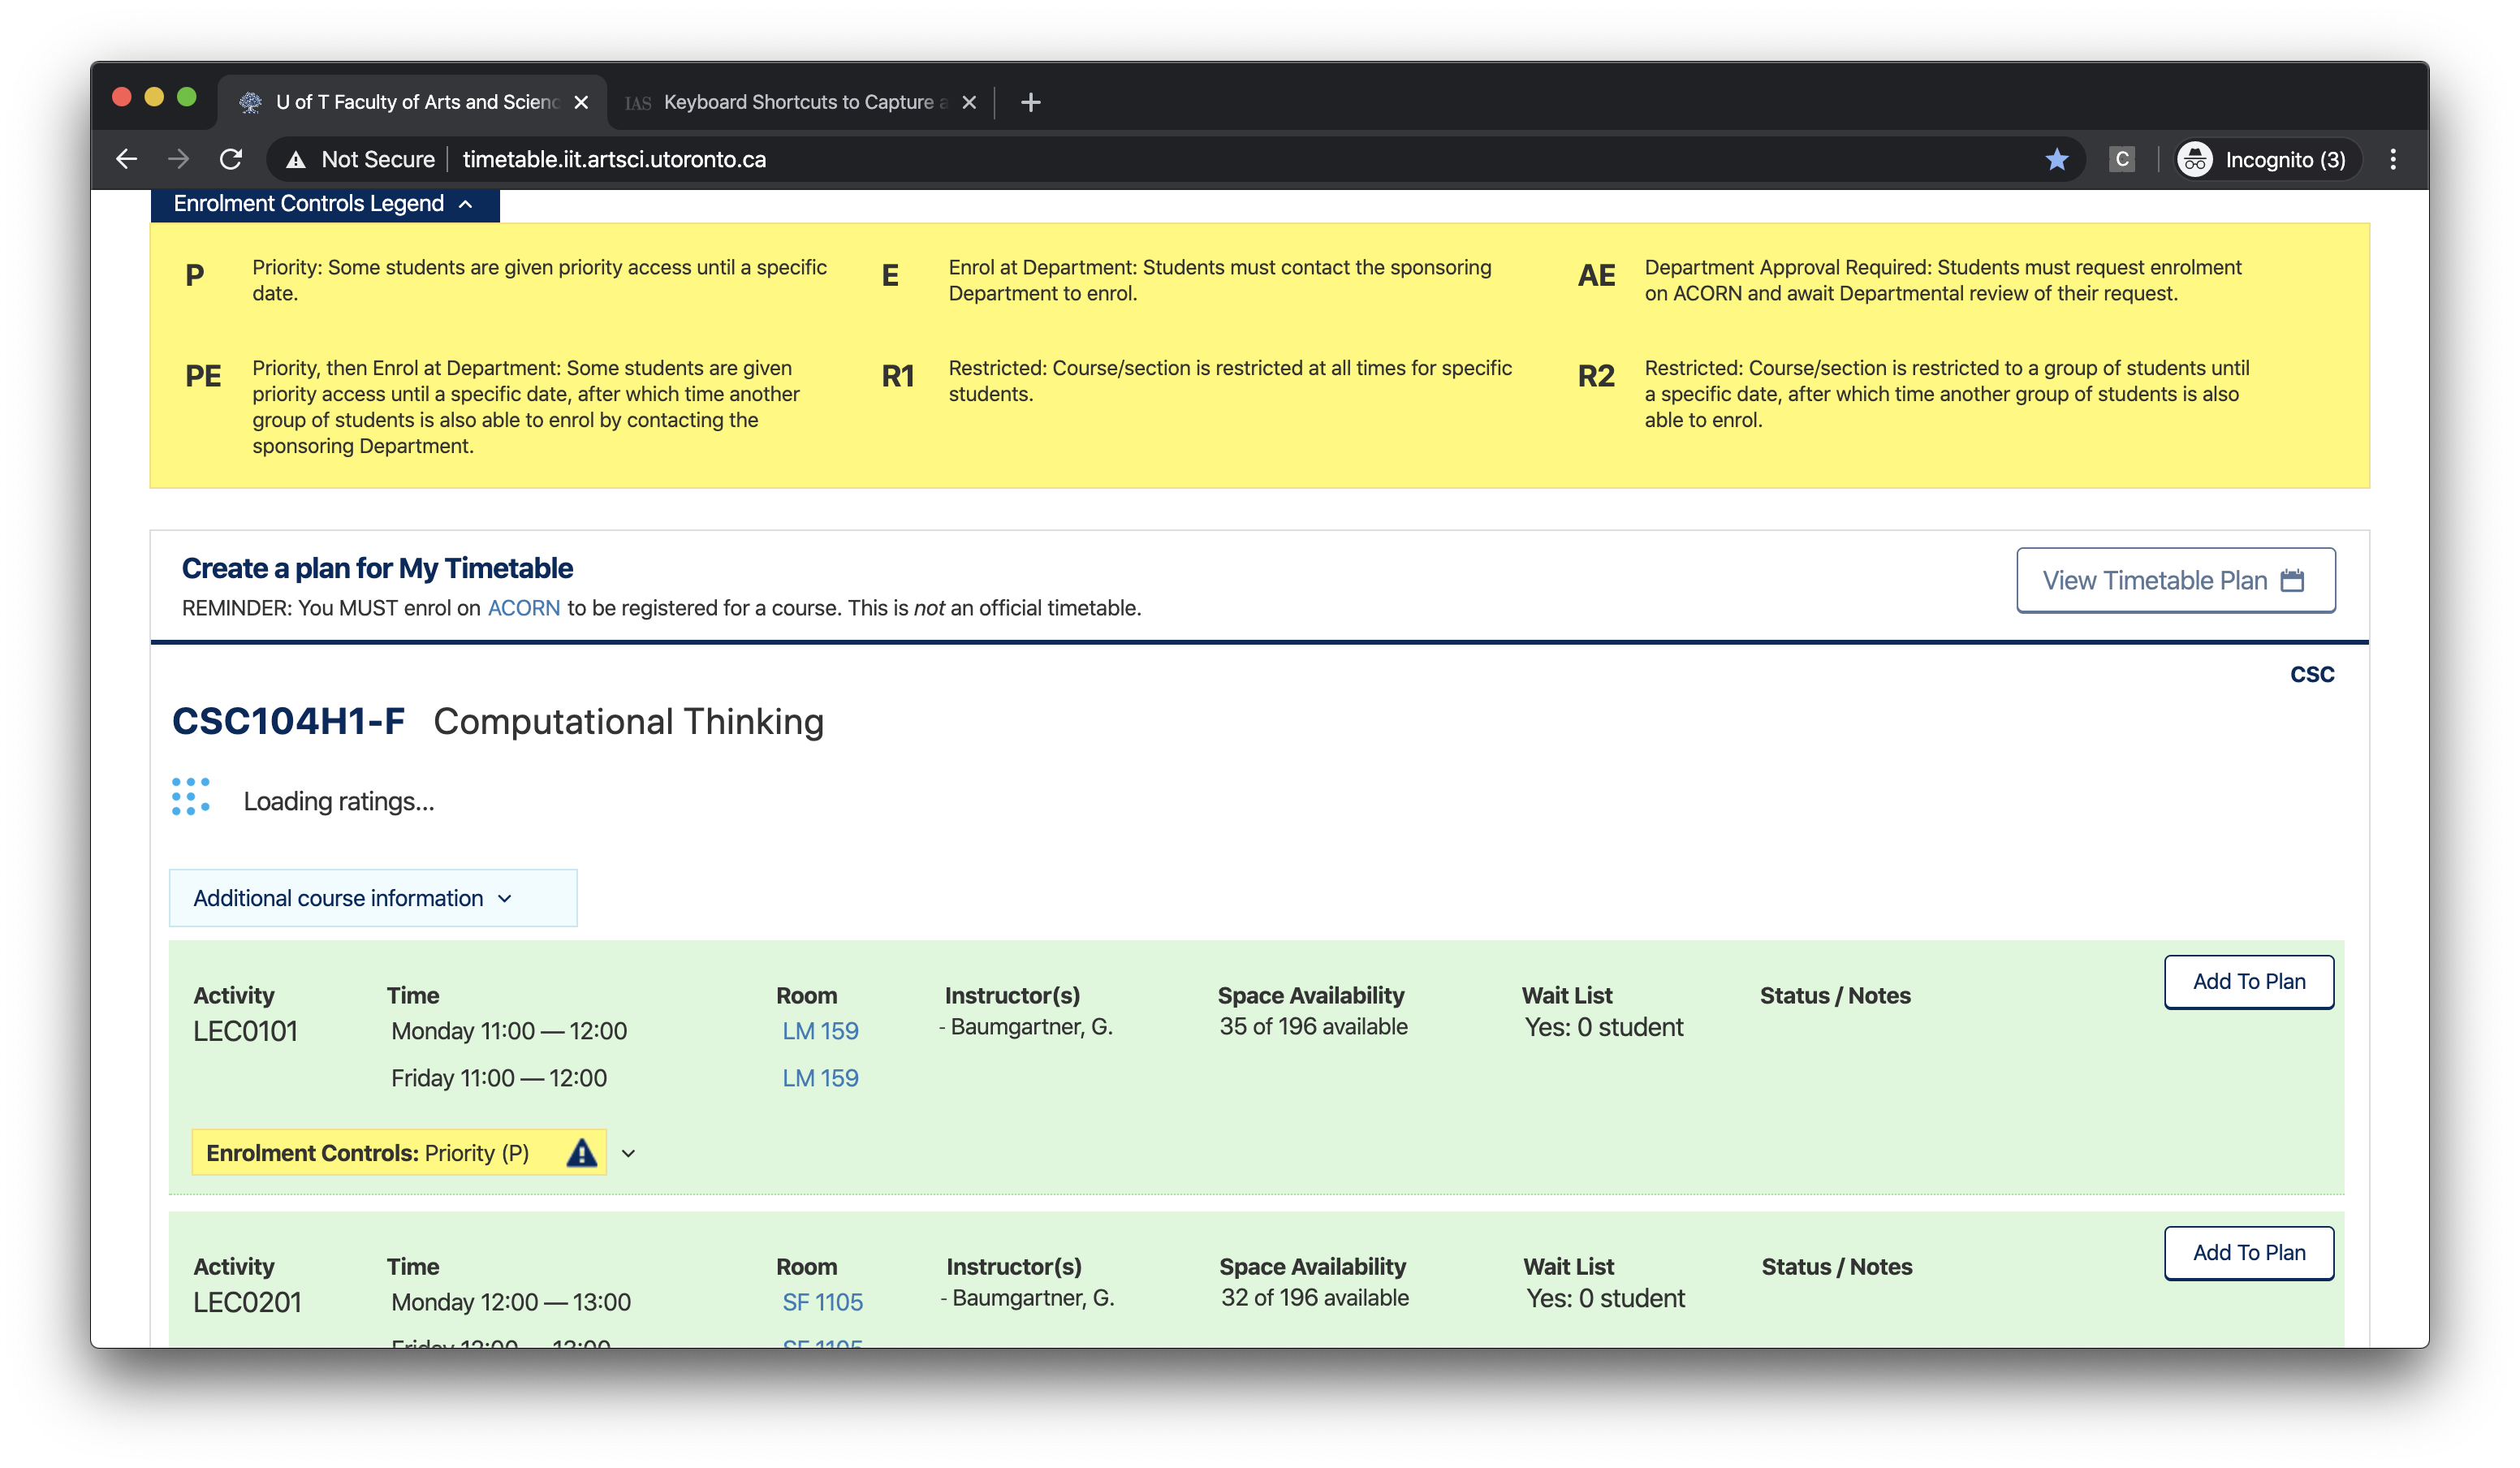 U of T Faculty of Arts and Scienc
IAS Keyboard Shortcuts to Capture a
Not Secure timetable.iit.artsci.utoronto.ca
C
Incognito (3)
Enrolment Controls Legend
P
Priority: Some students are given priority access until a specific
date.
E
Enrol at Department: Students must contact the sponsoring
Department to enrol.
AE
Department Approval Required: Students must request enrolment
on ACORN and await Departmental review of their request.
PE
Priority, then Enrol at Department: Some students are given
priority access until a specific date, after which time another
group of students is also able to enrol by contacting the
sponsoring Department.
R1
Restricted: Course/section is restricted at all times for specific
students.
R2
Restricted: Course/section is restricted to a group of students until
a specific date, after which time another group of students is also
able to enrol.
Create a plan for My Timetable
REMINDER: You MUST enrol on ACORN to be registered for a course. This is not an official timetable.
View Timetable Plan
CSC
CSC104H1-F Computational Thinking
Loading ratings...
Additional course information
Activity Time Room Instructor(s) Space Availability Wait List Status / Notes Add To Plan
LEC0101 Monday 11:00 — 12:00 LM 159 - Baumgartner, G. 35 of 196 available Yes: 0 student
Friday 11:00 — 12:00 LM 159
Enrolment Controls: Priority (P)
Activity Time Room Instructor(s) Space Availability Wait List Status / Notes Add To Plan
LEC0201 Monday 12:00 — 13:00 SF 1105 - Baumgartner, G. 32 of 196 available Yes: 0 student
Friday 12:00 — 13:00 SF 1105